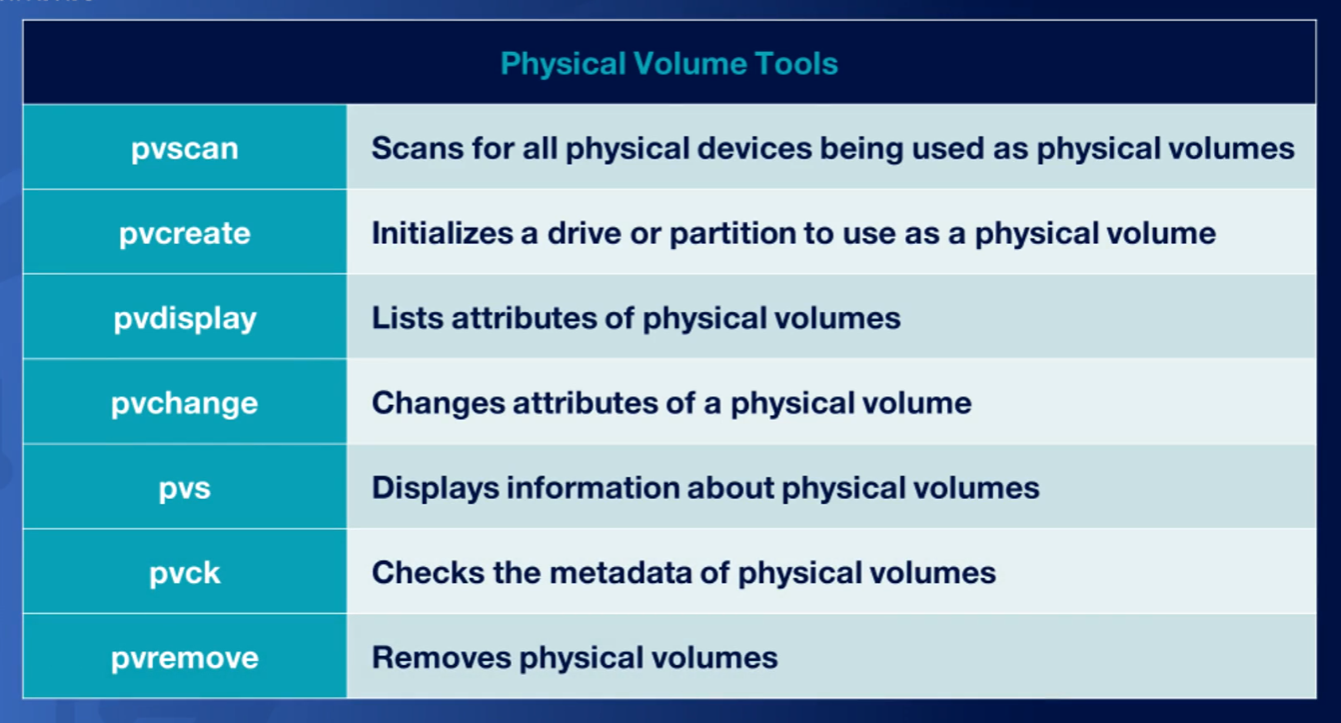 Physical Volume Tools
pvscan
Scans for all physical devices being used as physical volumes
pvcreate
Initializes a drive or partition to use as a physical volume
pvdisplay
Lists attributes of physical volumes
pvchange
Changes attributes of a physical volume
pvs
Displays information about physical volumes
pvck
Checks the metadata of physical volumes
pvremove
Removes physical volumes